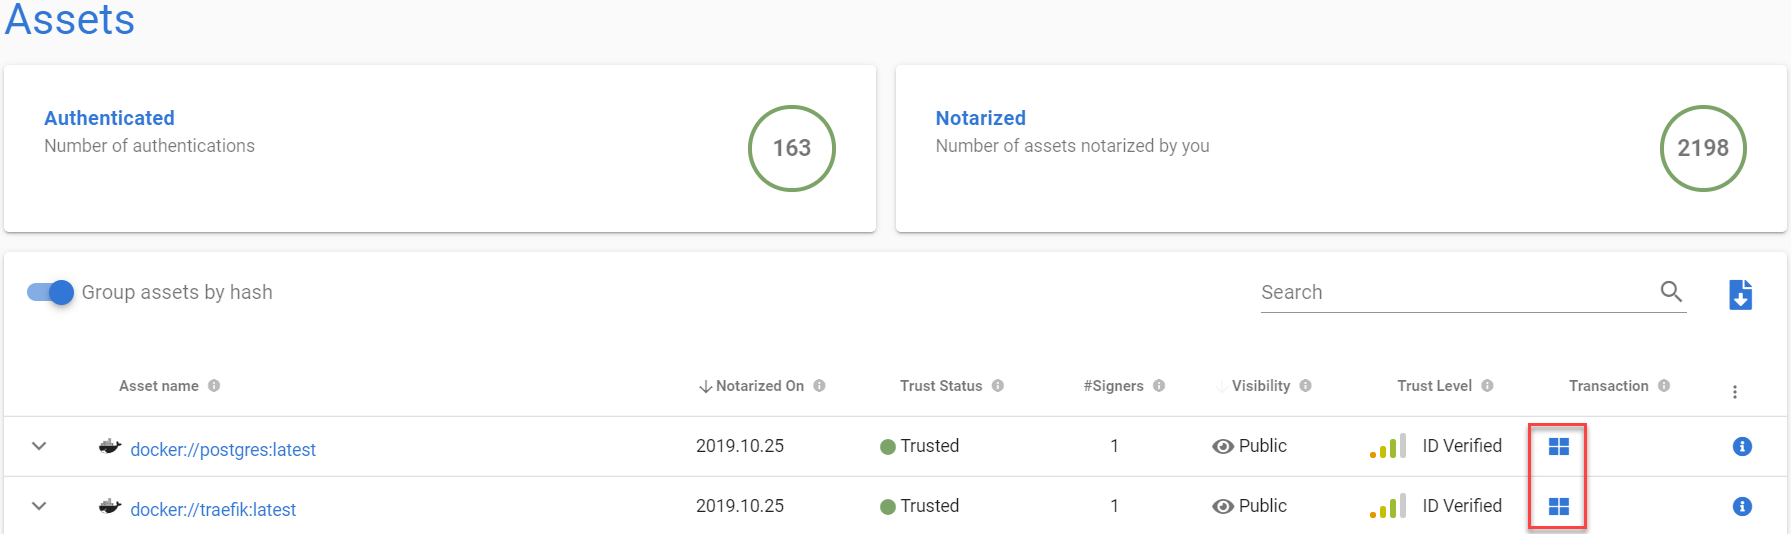 Assets
Authenticated
Number of authentications
163
Notarized
Number of assets notarized by you
2198
Group assets by hash
Search
Asset name Notarized On Trust Status #Signers Visibility Trust Level Transaction
docker://postgres:latest 2019.10.25 Trusted 1 Public ID Verified
docker://traefik:latest 2019.10.25 Trusted 1 Public ID Verified